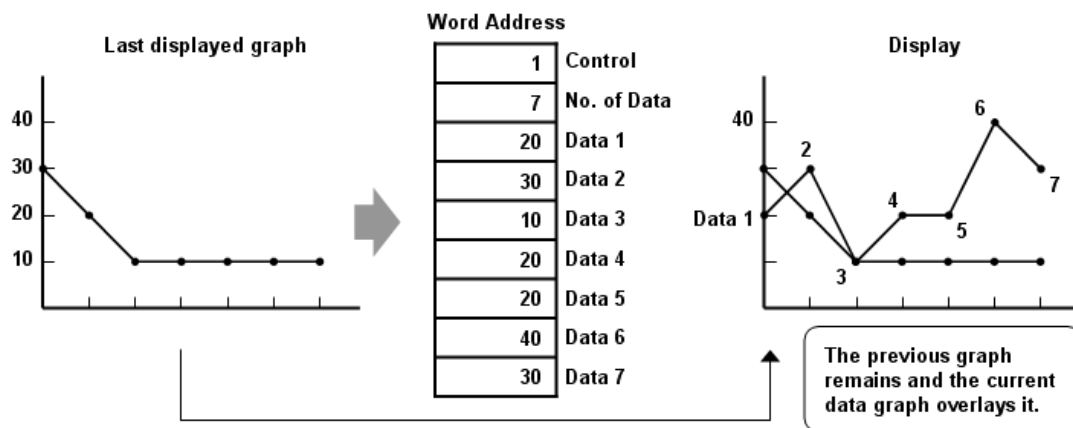 Last displayed graph
40
30
20
10
Word Address
1 Control
7 No. of Data
20 Data 1
30 Data 2
10 Data 3
20 Data 4
20 Data 5
40 Data 6
30 Data 7
Display
40
Data 1
2
3
4
5
6
7
The previous graph
remains and the current
data graph overlays it.